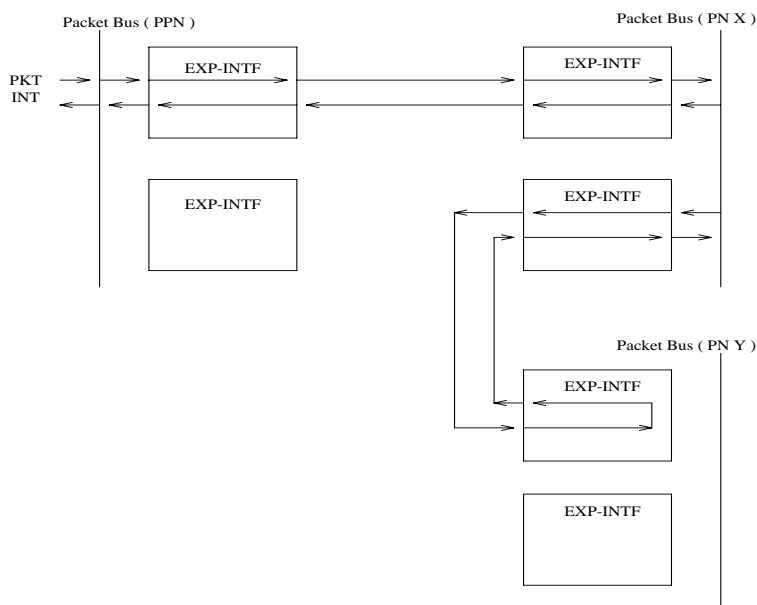 Packet Bus ( PPN )
Packet Bus ( PN X )
EXP-INTF
EXP-INTF
PKT
INT
EXP-INTF
EXP-INTF
Packet Bus ( PN Y )
EXP-INTF
EXP-INTF